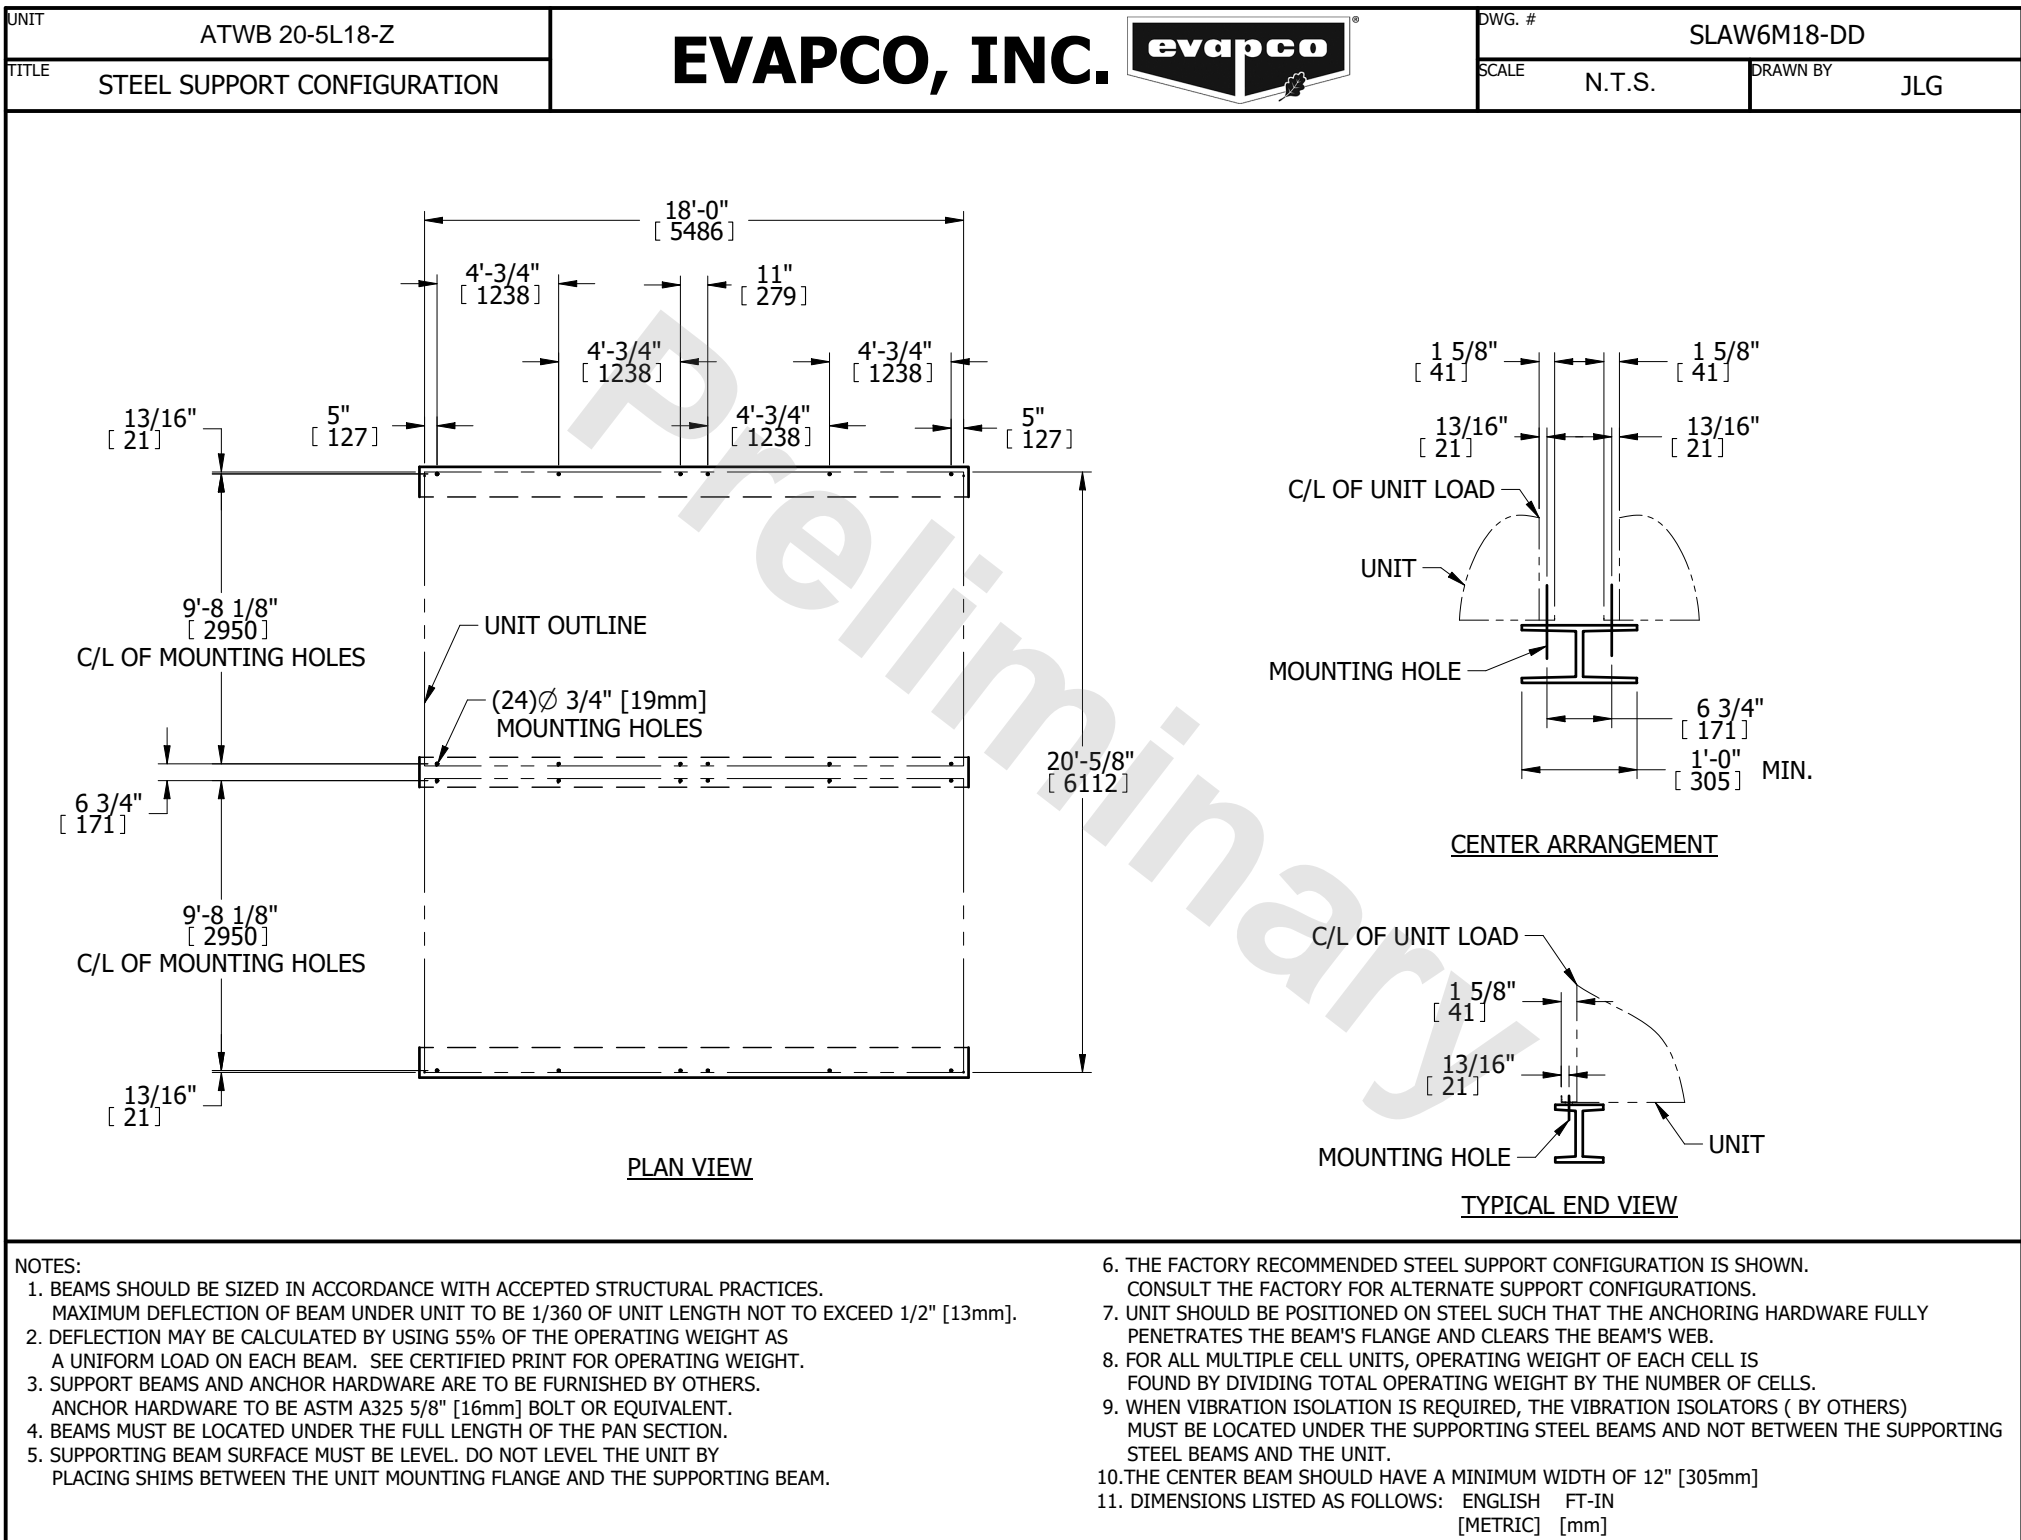 UNIT
ATWB 20-5L18-Z
TITLE
STEEL SUPPORT CONFIGURATION
EVAPCO, INC.
evapco
®
DWG. #
SLAW6M18-DD
SCALE
N.T.S.
DRAWN BY
JLG
18'-0"
[ 5486 ]
4'-3/4"
[ 1238 ]
11"
[ 279 ]
4'-3/4"
[ 1238 ]
4'-3/4"
[ 1238 ]
13/16"
[ 21 ]
5"
[ 127 ]
4'-3/4"
[ 1238 ]
5"
[ 127 ]
9'-8 1/8"
[ 2950 ]
C/L OF MOUNTING HOLES
UNIT OUTLINE
(24)∅ 3/4" [19mm]
MOUNTING HOLES
6 3/4"
[ 171 ]
20'-5/8"
[ 6112 ]
9'-8 1/8"
[ 2950 ]
C/L OF MOUNTING HOLES
13/16"
[ 21 ]
PLAN VIEW
Preliminary
1 5/8"
[ 41 ]
1 5/8"
[ 41 ]
13/16"
[ 21 ]
13/16"
[ 21 ]
C/L OF UNIT LOAD
UNIT
MOUNTING HOLE
6 3/4"
[ 171 ]
1'-0"
[ 305 ] MIN.
CENTER ARRANGEMENT
C/L OF UNIT LOAD
1 5/8"
[ 41 ]
13/16"
[ 21 ]
MOUNTING HOLE
UNIT
TYPICAL END VIEW
NOTES:
1. BEAMS SHOULD BE SIZED IN ACCORDANCE WITH ACCEPTED STRUCTURAL PRACTICES.
MAXIMUM DEFLECTION OF BEAM UNDER UNIT TO BE 1/360 OF UNIT LENGTH NOT TO EXCEED 1/2" [13mm].
2. DEFLECTION MAY BE CALCULATED BY USING 55% OF THE OPERATING WEIGHT AS
A UNIFORM LOAD ON EACH BEAM. SEE CERTIFIED PRINT FOR OPERATING WEIGHT.
3. SUPPORT BEAMS AND ANCHOR HARDWARE ARE TO BE FURNISHED BY OTHERS.
ANCHOR HARDWARE TO BE ASTM A325 5/8" [16mm] BOLT OR EQUIVALENT.
4. BEAMS MUST BE LOCATED UNDER THE FULL LENGTH OF THE PAN SECTION.
5. SUPPORTING BEAM SURFACE MUST BE LEVEL. DO NOT LEVEL THE UNIT BY
PLACING SHIMS BETWEEN THE UNIT MOUNTING FLANGE AND THE SUPPORTING BEAM.
6. THE FACTORY RECOMMENDED STEEL SUPPORT CONFIGURATION IS SHOWN.
CONSULT THE FACTORY FOR ALTERNATE SUPPORT CONFIGURATIONS.
7. UNIT SHOULD BE POSITIONED ON STEEL SUCH THAT THE ANCHORING HARDWARE FULLY
PENETRATES THE BEAM'S FLANGE AND CLEARS THE BEAM'S WEB.
8. FOR ALL MULTIPLE CELL UNITS, OPERATING WEIGHT OF EACH CELL IS
FOUND BY DIVIDING TOTAL OPERATING WEIGHT BY THE NUMBER OF CELLS.
9. WHEN VIBRATION ISOLATION IS REQUIRED, THE VIBRATION ISOLATORS ( BY OTHERS)
MUST BE LOCATED UNDER THE SUPPORTING STEEL BEAMS AND NOT BETWEEN THE SUPPORTING
STEEL BEAMS AND THE UNIT.
10.THE CENTER BEAM SHOULD HAVE A MINIMUM WIDTH OF 12" [305mm]
11. DIMENSIONS LISTED AS FOLLOWS: ENGLISH FT-IN
[METRIC] [mm]